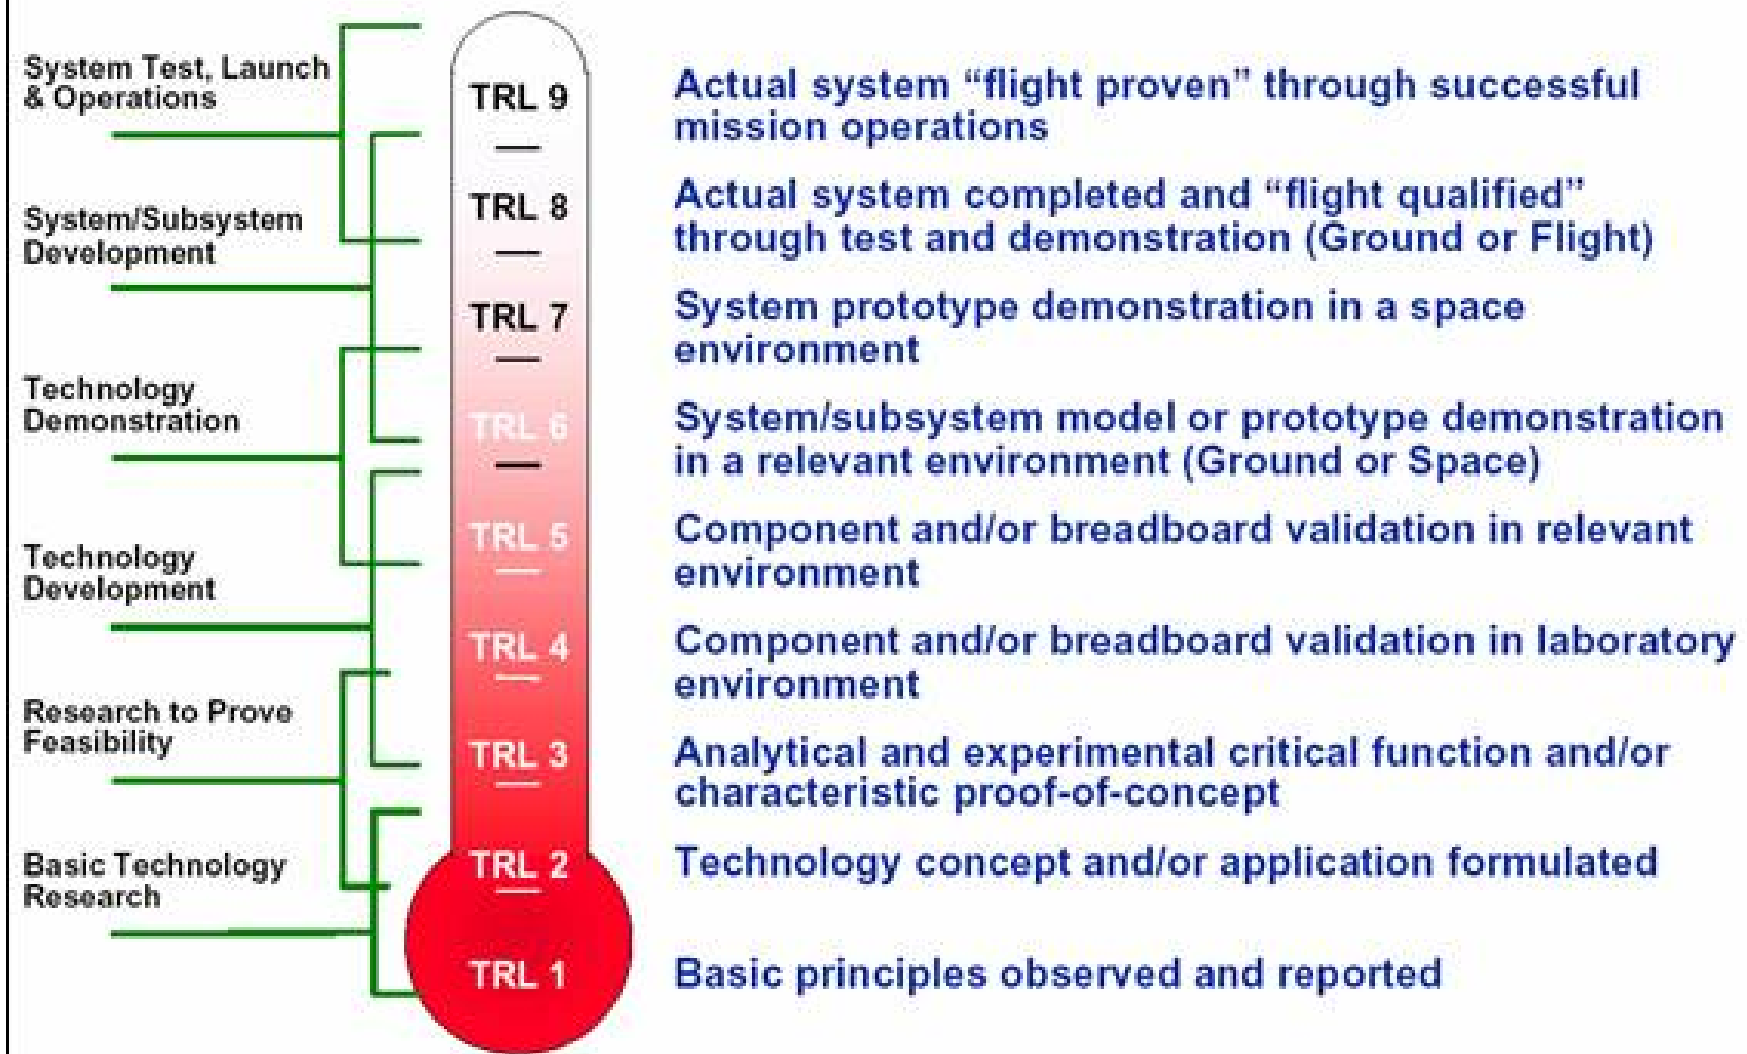 System Test, Launch
& Operations
System/Subsystem
Development
Technology
Demonstration
Technology
Development
Research to Prove
Feasibility
Basic Technology
Research
TRL 9
TRL 8
TRL 7
TRL 6
TRL 5
TRL 4
TRL 3
TRL 2
TRL 1
Actual system “flight proven” through successful
mission operations
Actual system completed and “flight qualified”
through test and demonstration (Ground or Flight)
System prototype demonstration in a space
environment
System/subsystem model or prototype demonstration
in a relevant environment (Ground or Space)
Component and/or breadboard validation in relevant
environment
Component and/or breadboard validation in laboratory
environment
Analytical and experimental critical function and/or
characteristic proof-of-concept
Technology concept and/or application formulated
Basic principles observed and reported